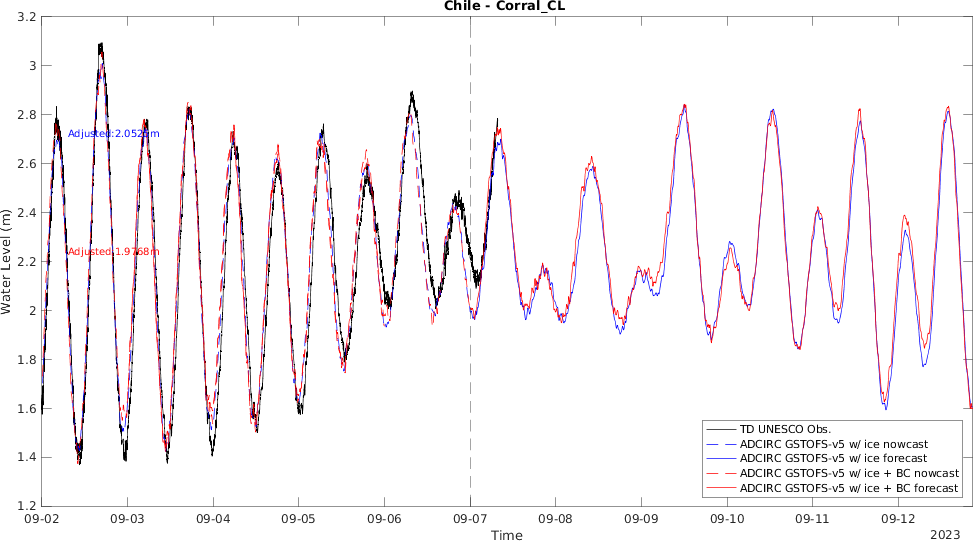 Chile - Corral_CL
3.2
3
2.8
2.6
2.4
2.2
2
1.8
1.6
1.4
1.2
Water Level (m)
Adjusted:2.0525m
Adjusted:1.9768m
TD UNESCO Obs.
ADCIRC GSTOFS-v5 w/ ice nowcast
ADCIRC GSTOFS-v5 w/ ice forecast
ADCIRC GSTOFS-v5 w/ ice + BC nowcast
ADCIRC GSTOFS-v5 w/ ice + BC forecast
09-02 09-03 09-04 09-05 09-06 09-07 09-08 09-09 09-10 09-11 09-12
Time
2023